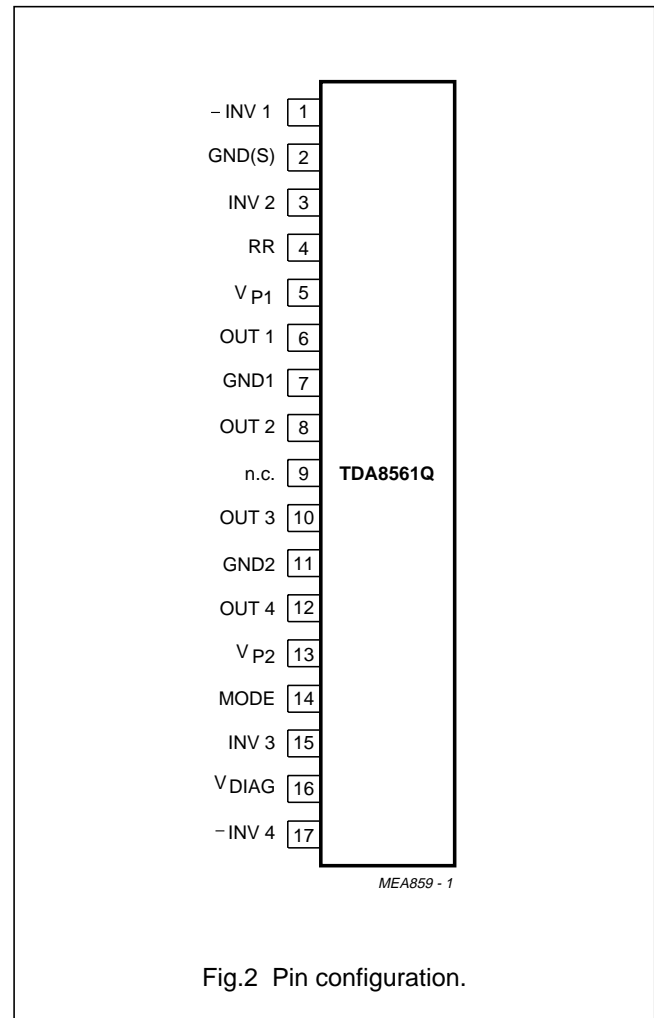 − INV 1 1
GND(S) 2
INV 2 3
RR 4
V P1 5
OUT 1 6
GND1 7
OUT 2 8
n.c. 9 TDA8561Q
OUT 3 10
GND2 11
OUT 4 12
V P2 13
MODE 14
INV 3 15
V DIAG 16
− INV 4 17
MEA859 - 1
Fig.2 Pin configuration.